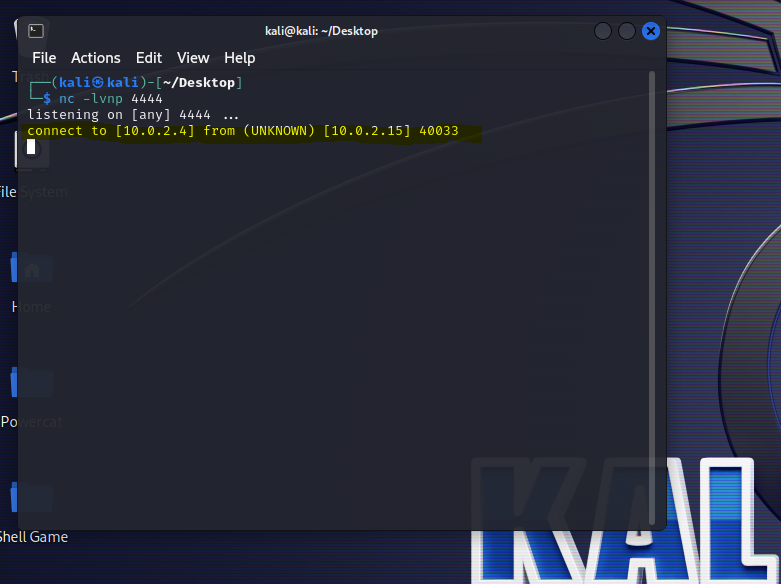 kali@kali: ~/Desktop
File Actions Edit View Help
┌──(kali㉿kali)-[~/Desktop]
└─$ nc -lvnp 4444
listening on [any] 4444 ...
connect to [10.0.2.4] from (UNKNOWN) [10.0.2.15] 40033
File System
Home
Powercat
Shell Game
KAL